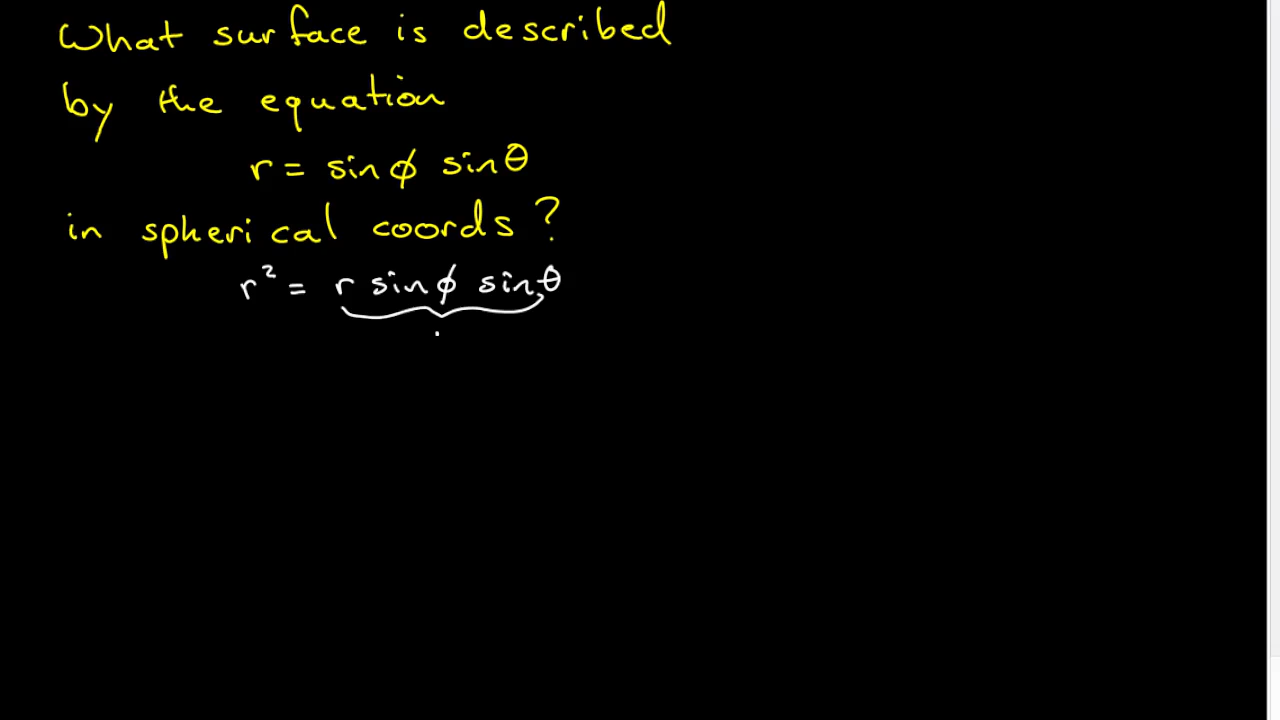 What surface is described
by the equation
r = sin ϕ sin θ
in spherical coords ?
r² = r sin ϕ sin θ